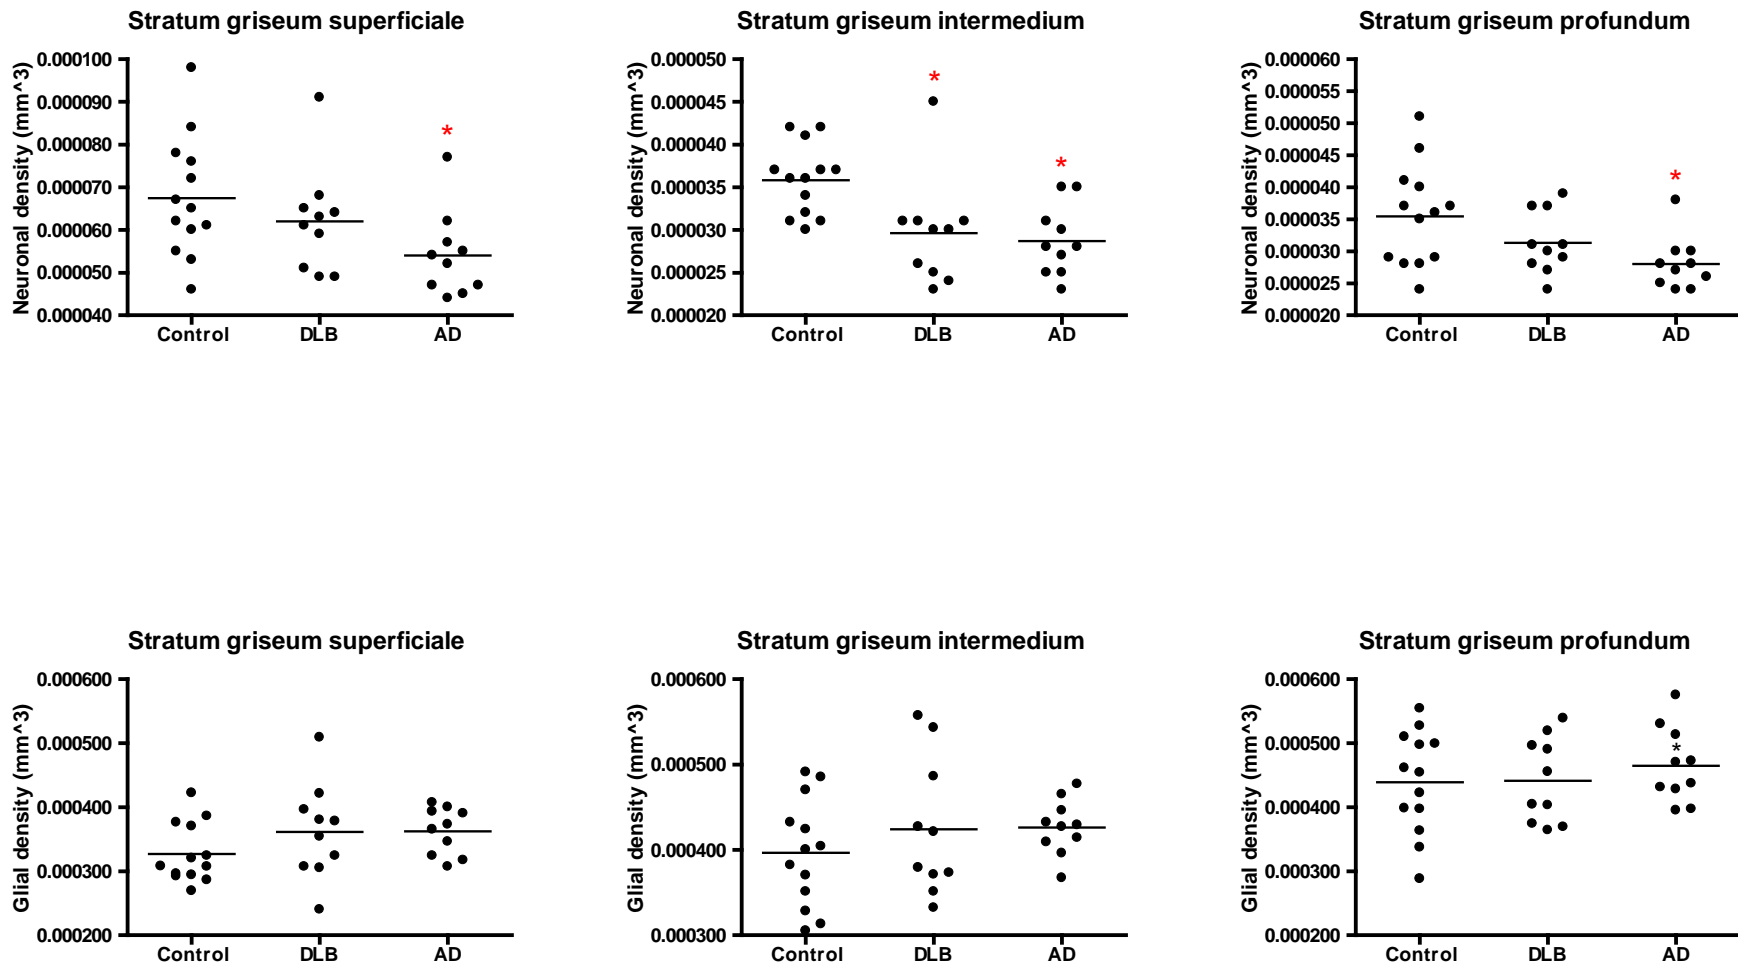 Stratum griseum superficiale
Neuronal density (mm^3)
0.000100
0.000090
0.000080
0.000070
0.000060
0.000050
0.000040
*
Control DLB AD
Stratum griseum intermedium
Neuronal density (mm^3)
0.000050
0.000045
0.000040
0.000035
0.000030
0.000025
0.000020
*
*
Control DLB AD
Stratum griseum profundum
Neuronal density (mm^3)
0.000060
0.000055
0.000050
0.000045
0.000040
0.000035
0.000030
0.000025
0.000020
*
Control DLB AD
Stratum griseum superficiale
Glial density (mm^3)
0.000600
0.000500
0.000400
0.000300
0.000200
Control DLB AD
Stratum griseum intermedium
Glial density (mm^3)
0.000600
0.000500
0.000400
0.000300
Control DLB AD
Stratum griseum profundum
Glial density (mm^3)
0.000600
0.000500
0.000400
0.000300
0.000200
*
Control DLB AD